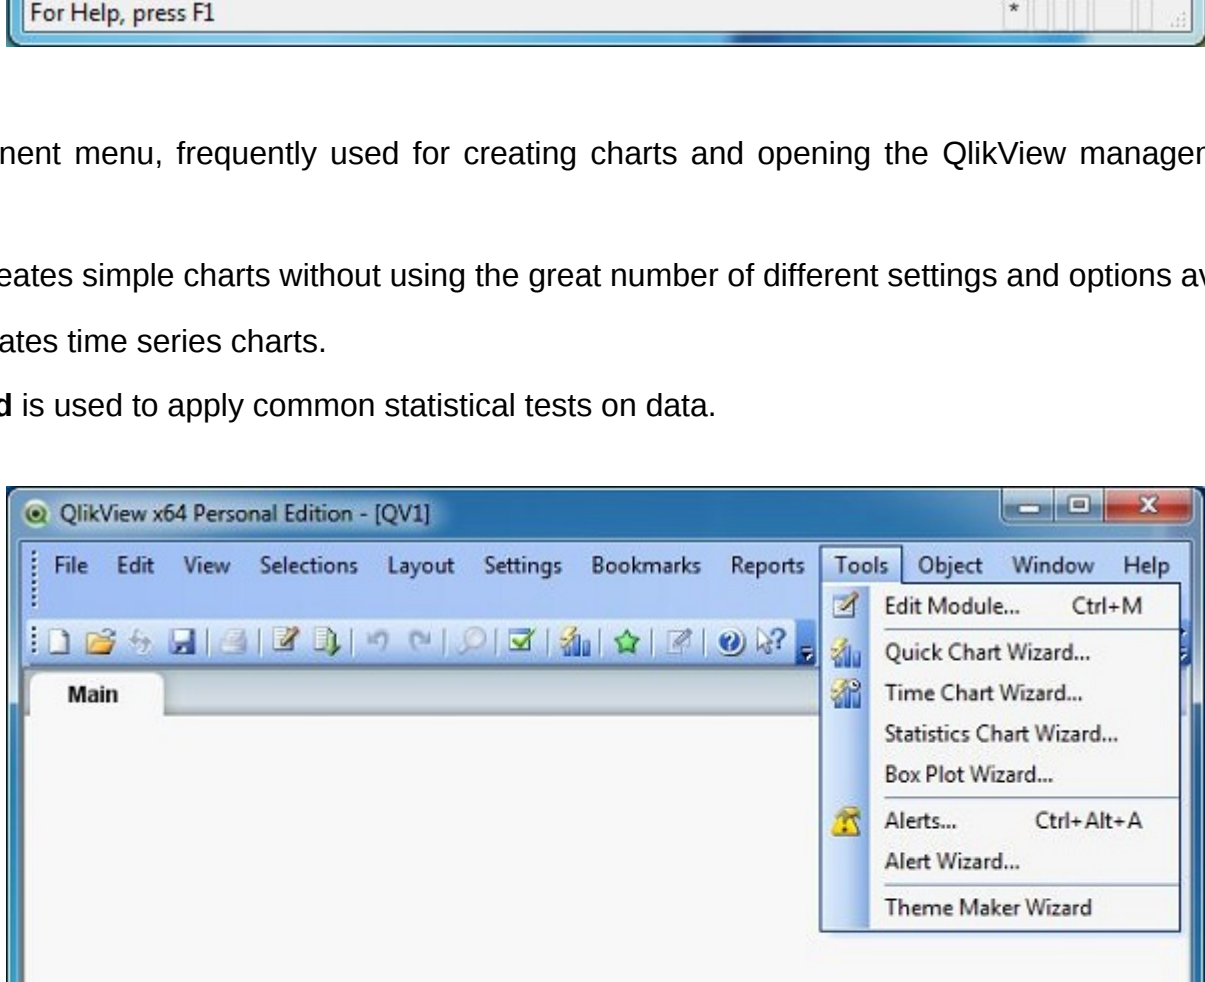 For Help, press F1
*
nent menu, frequently used for creating charts and opening the QlikView manager
eates simple charts without using the great number of different settings and options av
ates time series charts.
d is used to apply common statistical tests on data.
QlikView x64 Personal Edition - [QV1]
File Edit View Selections Layout Settings Bookmarks Reports Tools Object Window Help
Edit Module... Ctrl+M
Quick Chart Wizard...
Main
Time Chart Wizard...
Statistics Chart Wizard...
Box Plot Wizard...
Alerts... Ctrl+Alt+A
Alert Wizard...
Theme Maker Wizard